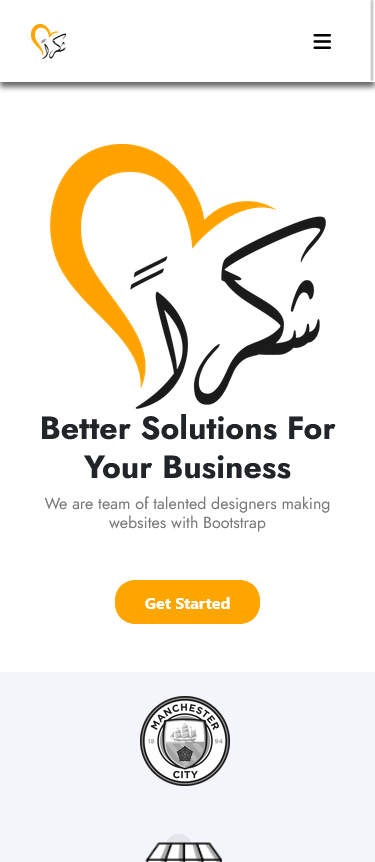 شكراً
شكراً
Better Solutions For
Your Business
We are team of talented designers making
websites with Bootstrap
Get Started
MANCHESTER
18 94
CITY